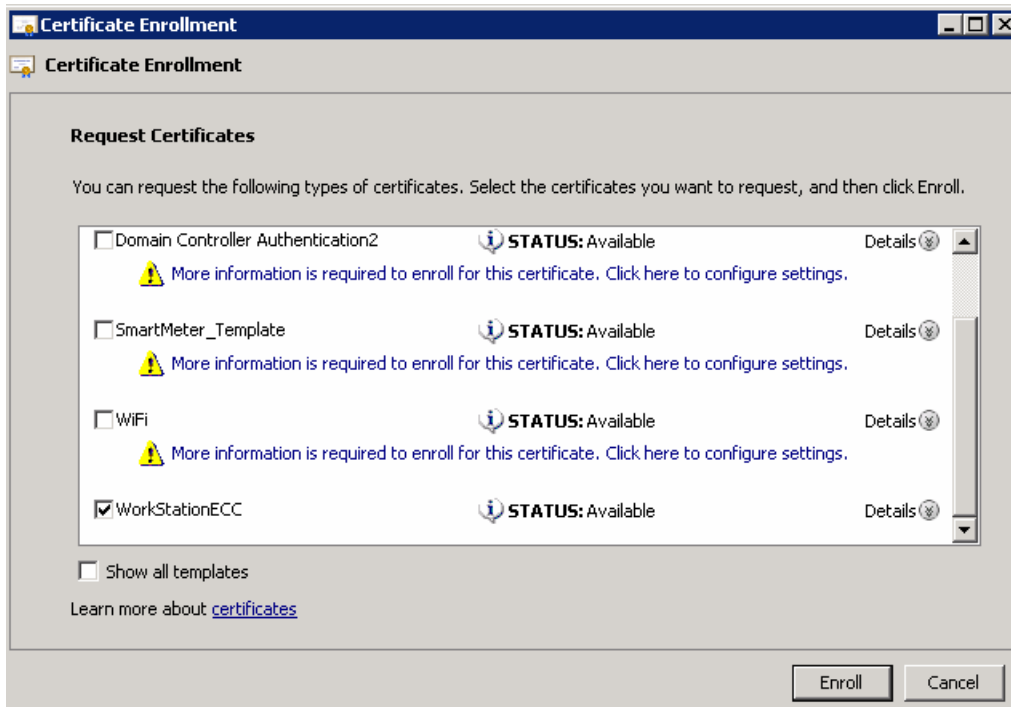 Certificate Enrollment
Certificate Enrollment
Request Certificates
You can request the following types of certificates. Select the certificates you want to request, and then click Enroll.
Domain Controller Authentication2 STATUS: Available Details
More information is required to enroll for this certificate. Click here to configure settings.
SmartMeter_Template STATUS: Available Details
More information is required to enroll for this certificate. Click here to configure settings.
WiFi STATUS: Available Details
More information is required to enroll for this certificate. Click here to configure settings.
WorkStationECC STATUS: Available Details
Show all templates
Learn more about certificates
Enroll Cancel